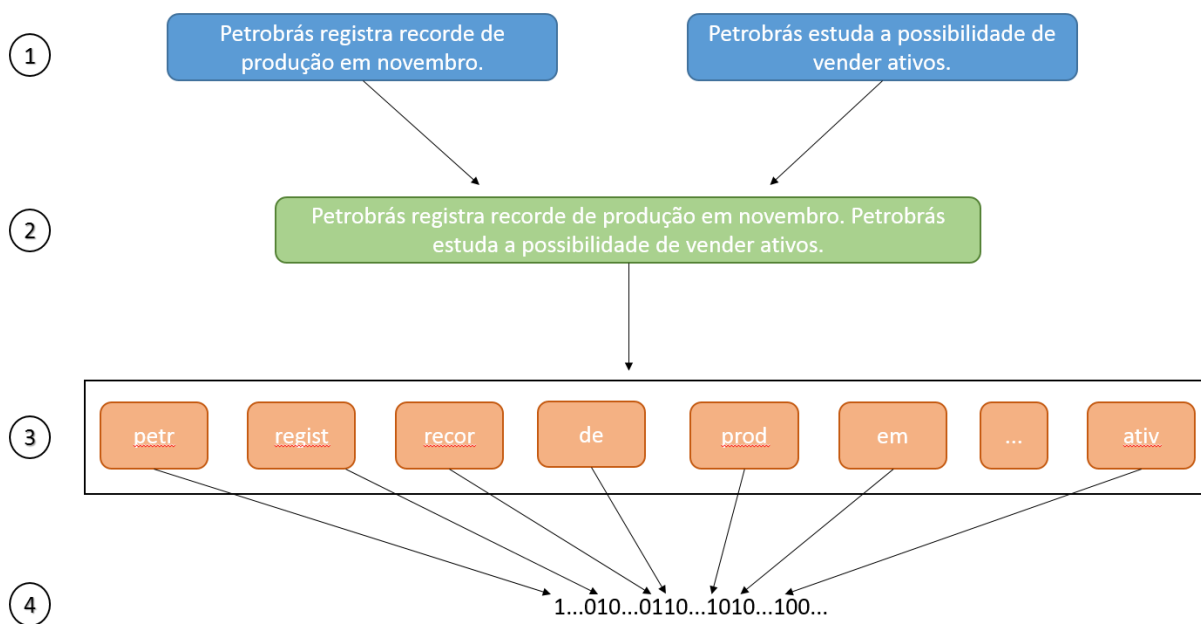 1
Petrobrás registra recorde de
produção em novembro.
Petrobrás estuda a possibilidade de
vender ativos.
2
Petrobrás registra recorde de produção em novembro. Petrobrás
estuda a possibilidade de vender ativos.
3
petr
regist
recor
de
prod
em
...
ativ
4
1...010...0110...1010...100...